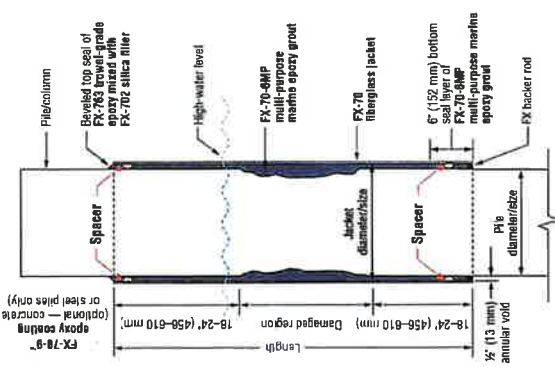 Pile/column
Beveled top seal of
FX-763 trowel-grade
epoxy mixed with
FX-702 silica filler
High-water level
FX-70-6MP
multi-purpose
marine epoxy grout
FX-70
fiberglass jacket
6" (152 mm) bottom
seal layer of
FX-70-6MP
multi-purpose marine
epoxy grout
FX backer rod
Spacer
Spacer
Jacket
diameter/size
Pile
diameter/size
FX-70-9™
epoxy coating
(optional — concrete
or steel piles only)
18–24" (456–610 mm)
Damaged region
18–24" (456–610 mm)
Length
½" (13 mm)
annular void